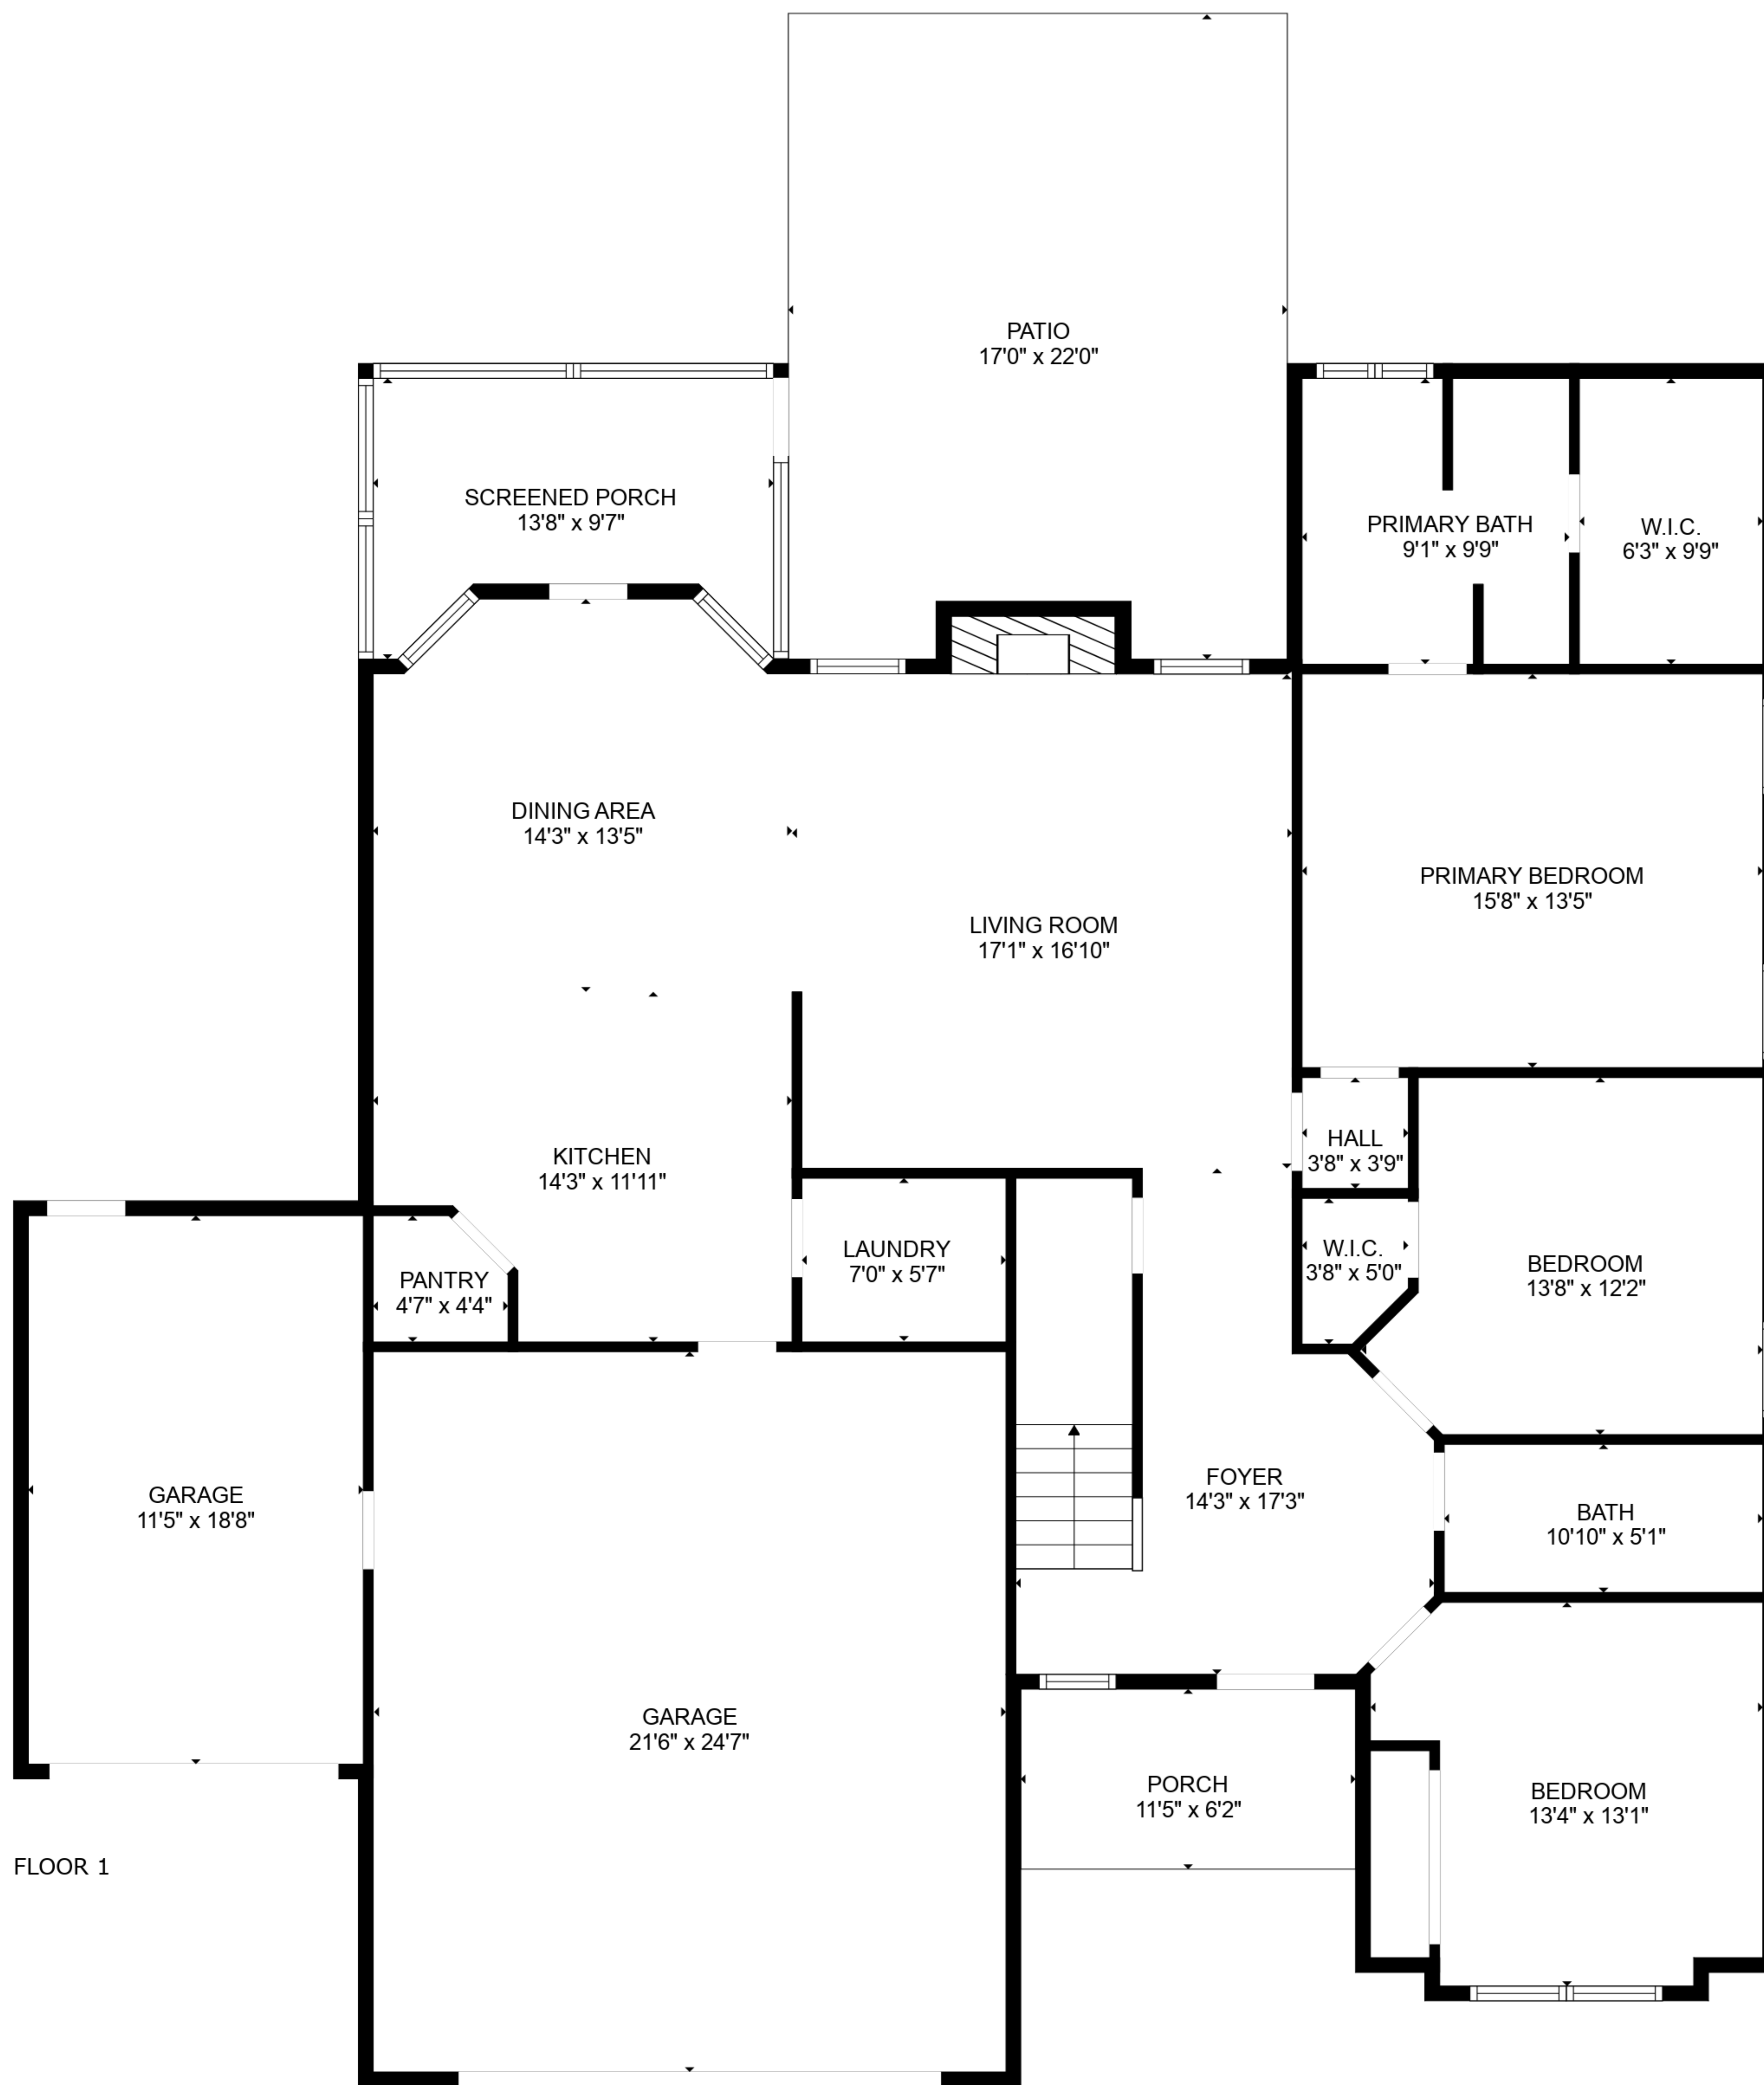 PATIO
17'0" x 22'0"
SCREENED PORCH
13'8" x 9'7"
PRIMARY BATH
9'1" x 9'9"
W.I.C.
6'3" x 9'9"
DINING AREA
14'3" x 13'5"
LIVING ROOM
17'1" x 16'10"
PRIMARY BEDROOM
15'8" x 13'5"
KITCHEN
14'3" x 11'11"
HALL
3'8" x 3'9"
LAUNDRY
7'0" x 5'7"
W.I.C.
3'8" x 5'0"
BEDROOM
13'8" x 12'2"
PANTRY
4'7" x 4'4"
GARAGE
11'5" x 18'8"
FOYER
14'3" x 17'3"
BATH
10'10" x 5'1"
GARAGE
21'6" x 24'7"
PORCH
11'5" x 6'2"
BEDROOM
13'4" x 13'1"
FLOOR 1